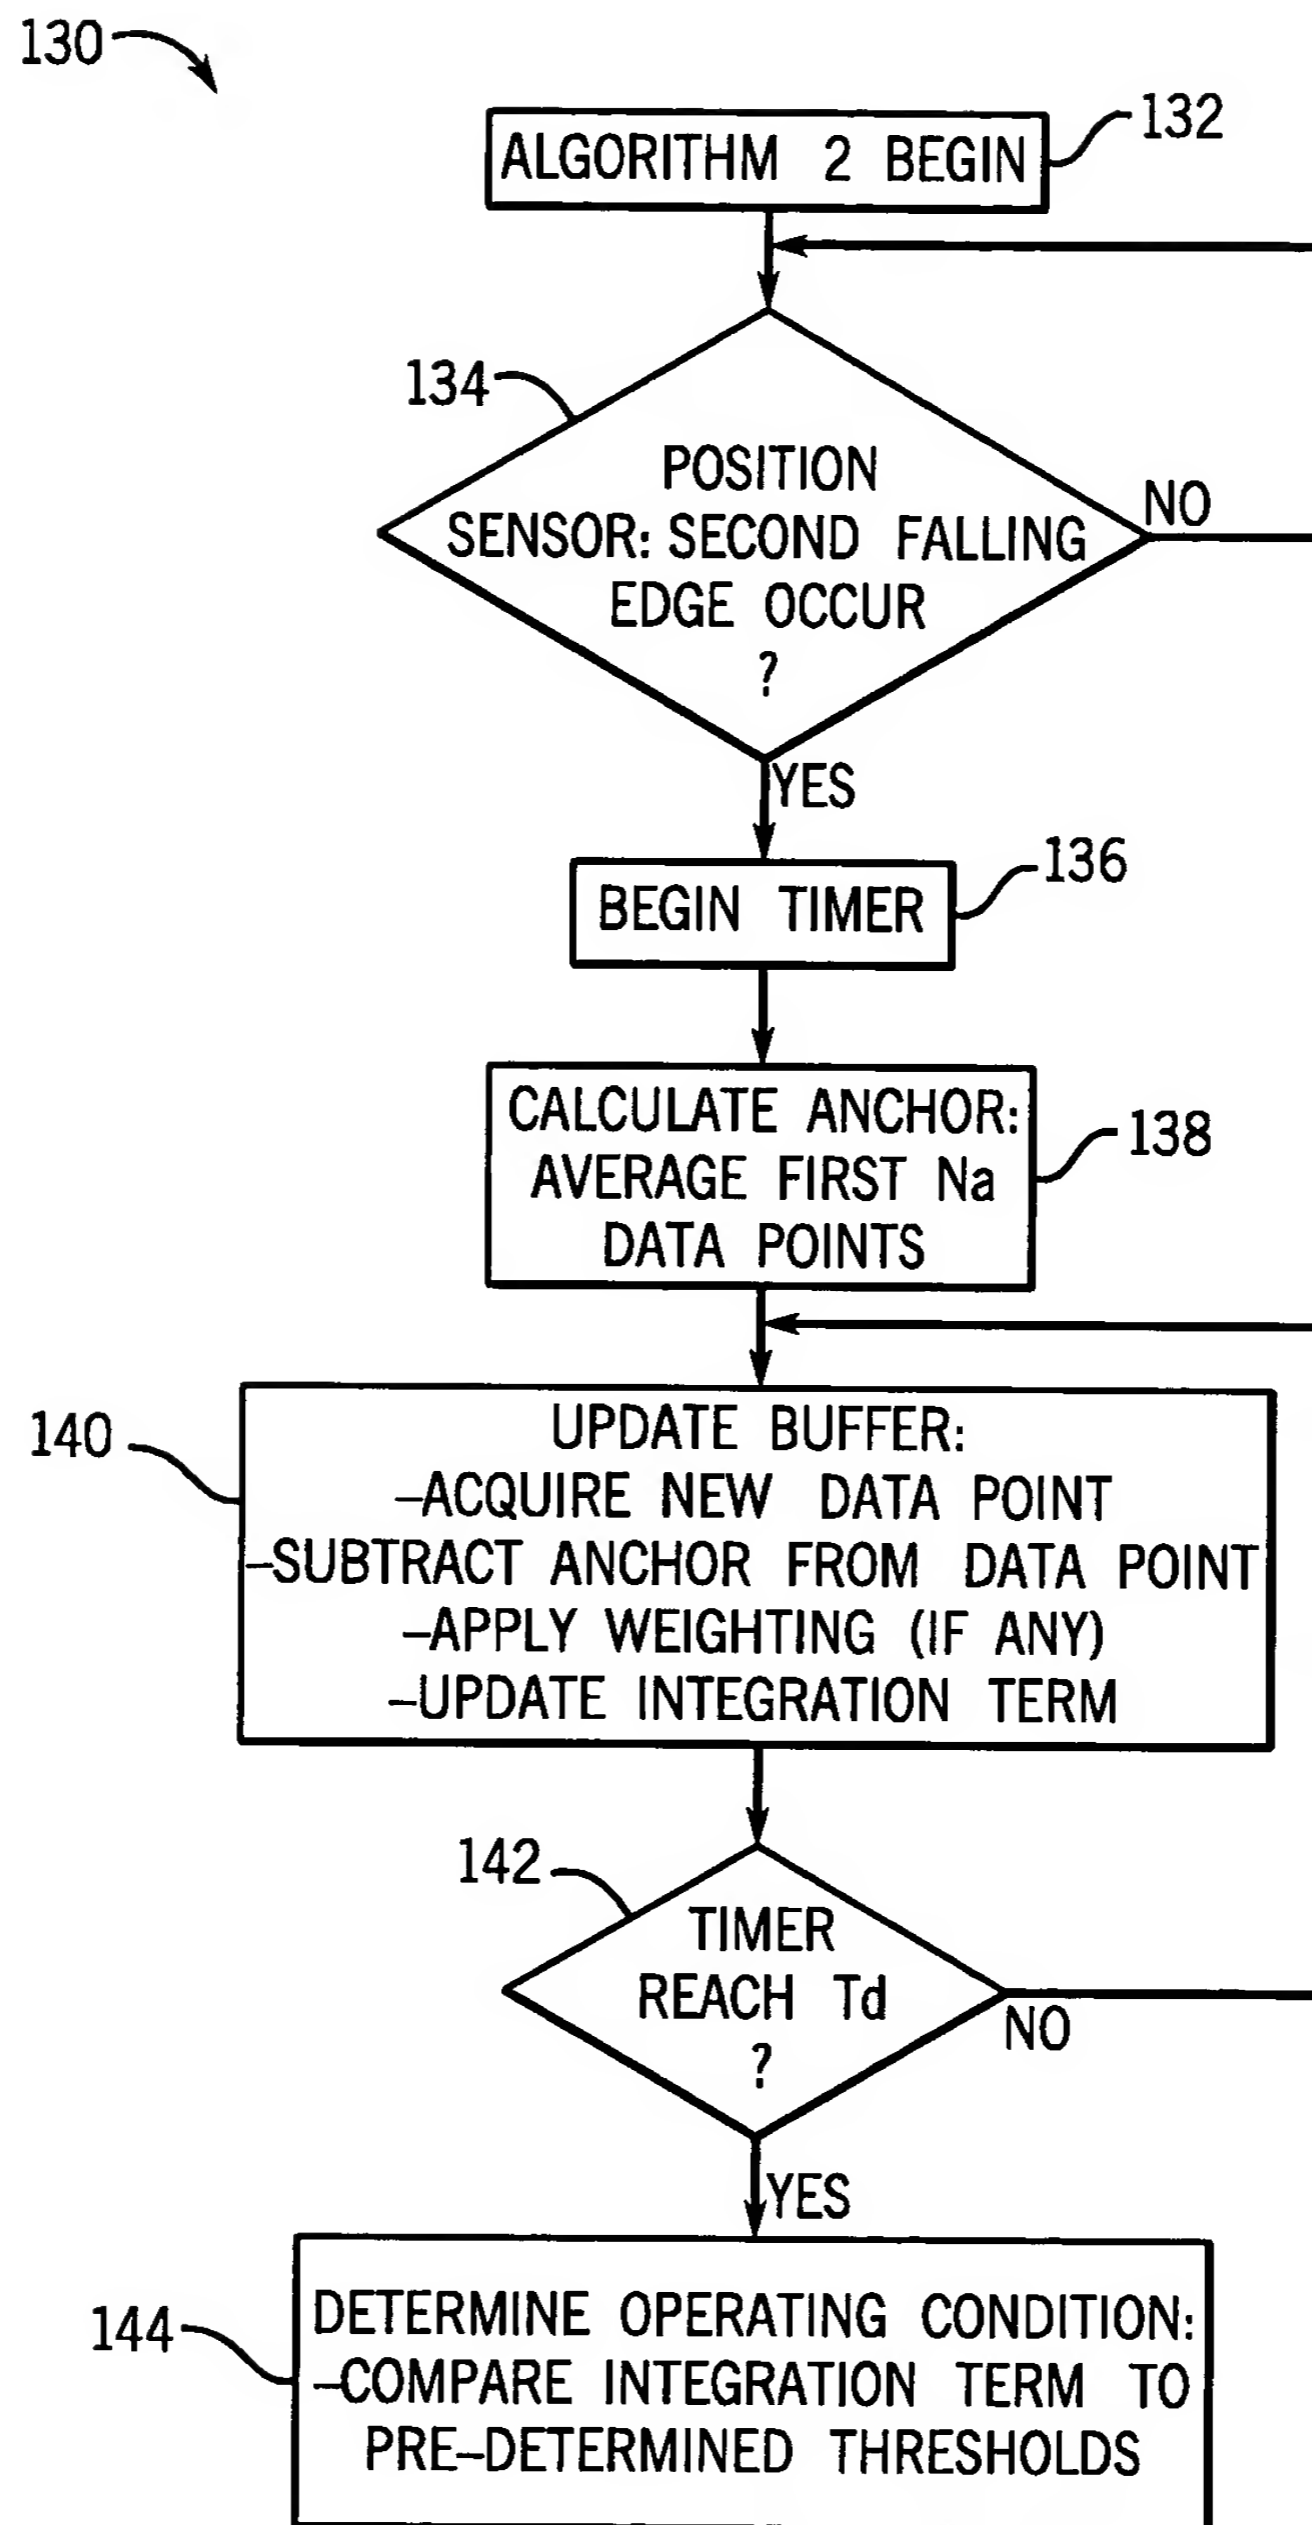 130
ALGORITHM 2 BEGIN
132
134
POSITION
SENSOR: SECOND FALLING
EDGE OCCUR
?
NO
YES
BEGIN TIMER
136
CALCULATE ANCHOR:
AVERAGE FIRST Na
DATA POINTS
138
140
UPDATE BUFFER:
–ACQUIRE NEW DATA POINT
–SUBTRACT ANCHOR FROM DATA POINT
–APPLY WEIGHTING (IF ANY)
–UPDATE INTEGRATION TERM
142
TIMER
REACH Td
?
NO
YES
144
DETERMINE OPERATING CONDITION:
–COMPARE INTEGRATION TERM TO
PRE–DETERMINED THRESHOLDS